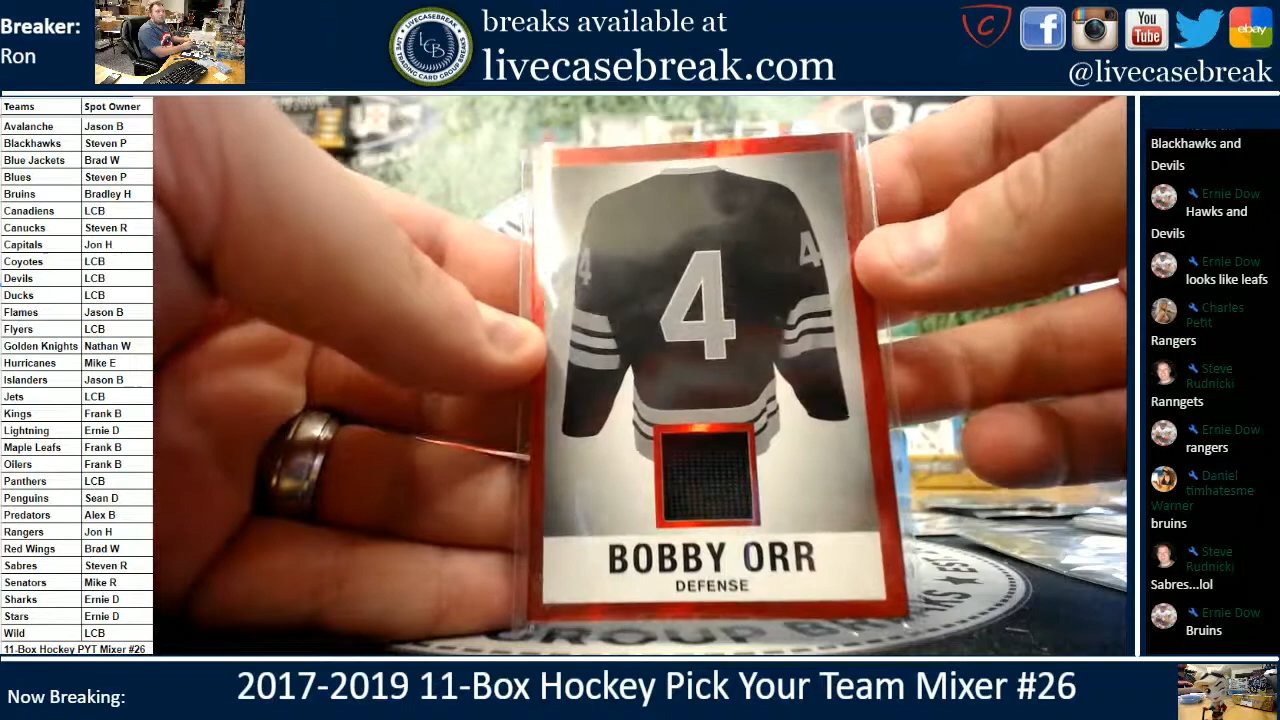 Breaker:
Ron
LCB
breaks available at
livecasebreak.com
You
Tube
ebay
@livecasebreak
Teams Spot Owner
Avalanche Jason B
Blackhawks Steven P
Blue Jackets Brad W
Blues Steven P
Bruins Bradley H
Canadiens LCB
Canucks Steven R
Capitals Jon H
Coyotes LCB
Devils LCB
Ducks LCB
Flames Jason B
Flyers LCB
Golden Knights Nathan W
Hurricanes Mike E
Islanders Jason B
Jets LCB
Kings Frank B
Lightning Ernie D
Maple Leafs Frank B
Oilers Frank B
Panthers LCB
Penguins Sean D
Predators Alex B
Rangers Jon H
Red Wings Brad W
Sabres Steven R
Senators Mike R
Sharks Ernie D
Stars Ernie D
Wild LCB
11-Box Hockey PYT Mixer #26
4
4
4
BOBBY ORR
DEFENSE
GROUP
Blackhawks and
Devils
Ernie Dow
Hawks and
Devils
Ernie Dow
looks like leafs
Charles
Petit
Rangers
Steve
Rudnicki
Ranngets
Ernie Dow
rangers
Daniel
timhatesme
Warner
bruins
Steve
Rudnicki
Sabres...lol
Ernie Dow
Bruins
Now Breaking:
2017-2019 11-Box Hockey Pick Your Team Mixer #26